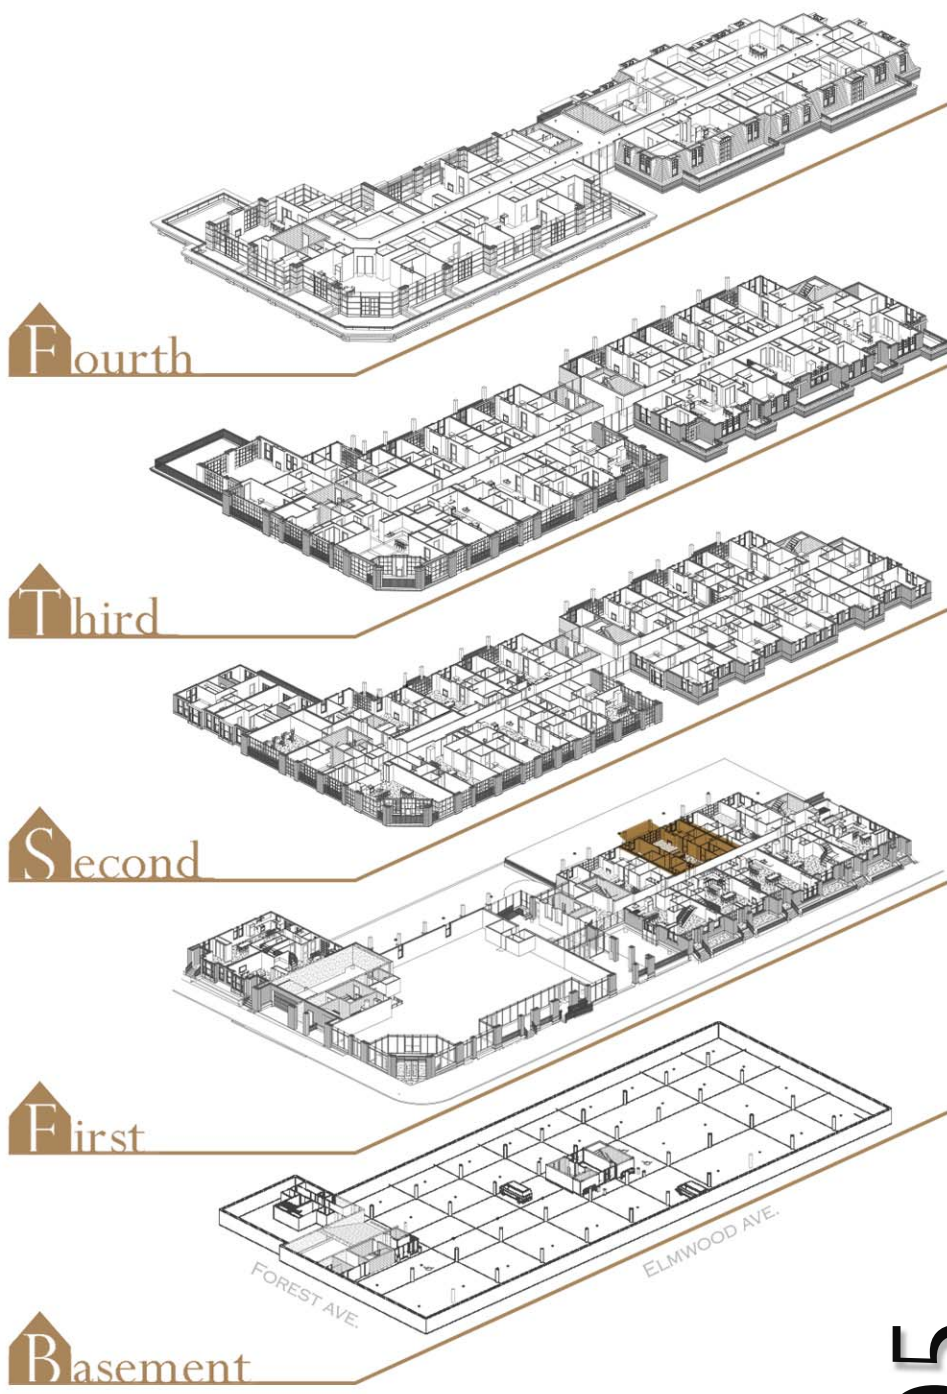 Fourth
Third
Second
First
FOREST AVE.
ELMWOOD AVE.
Basement